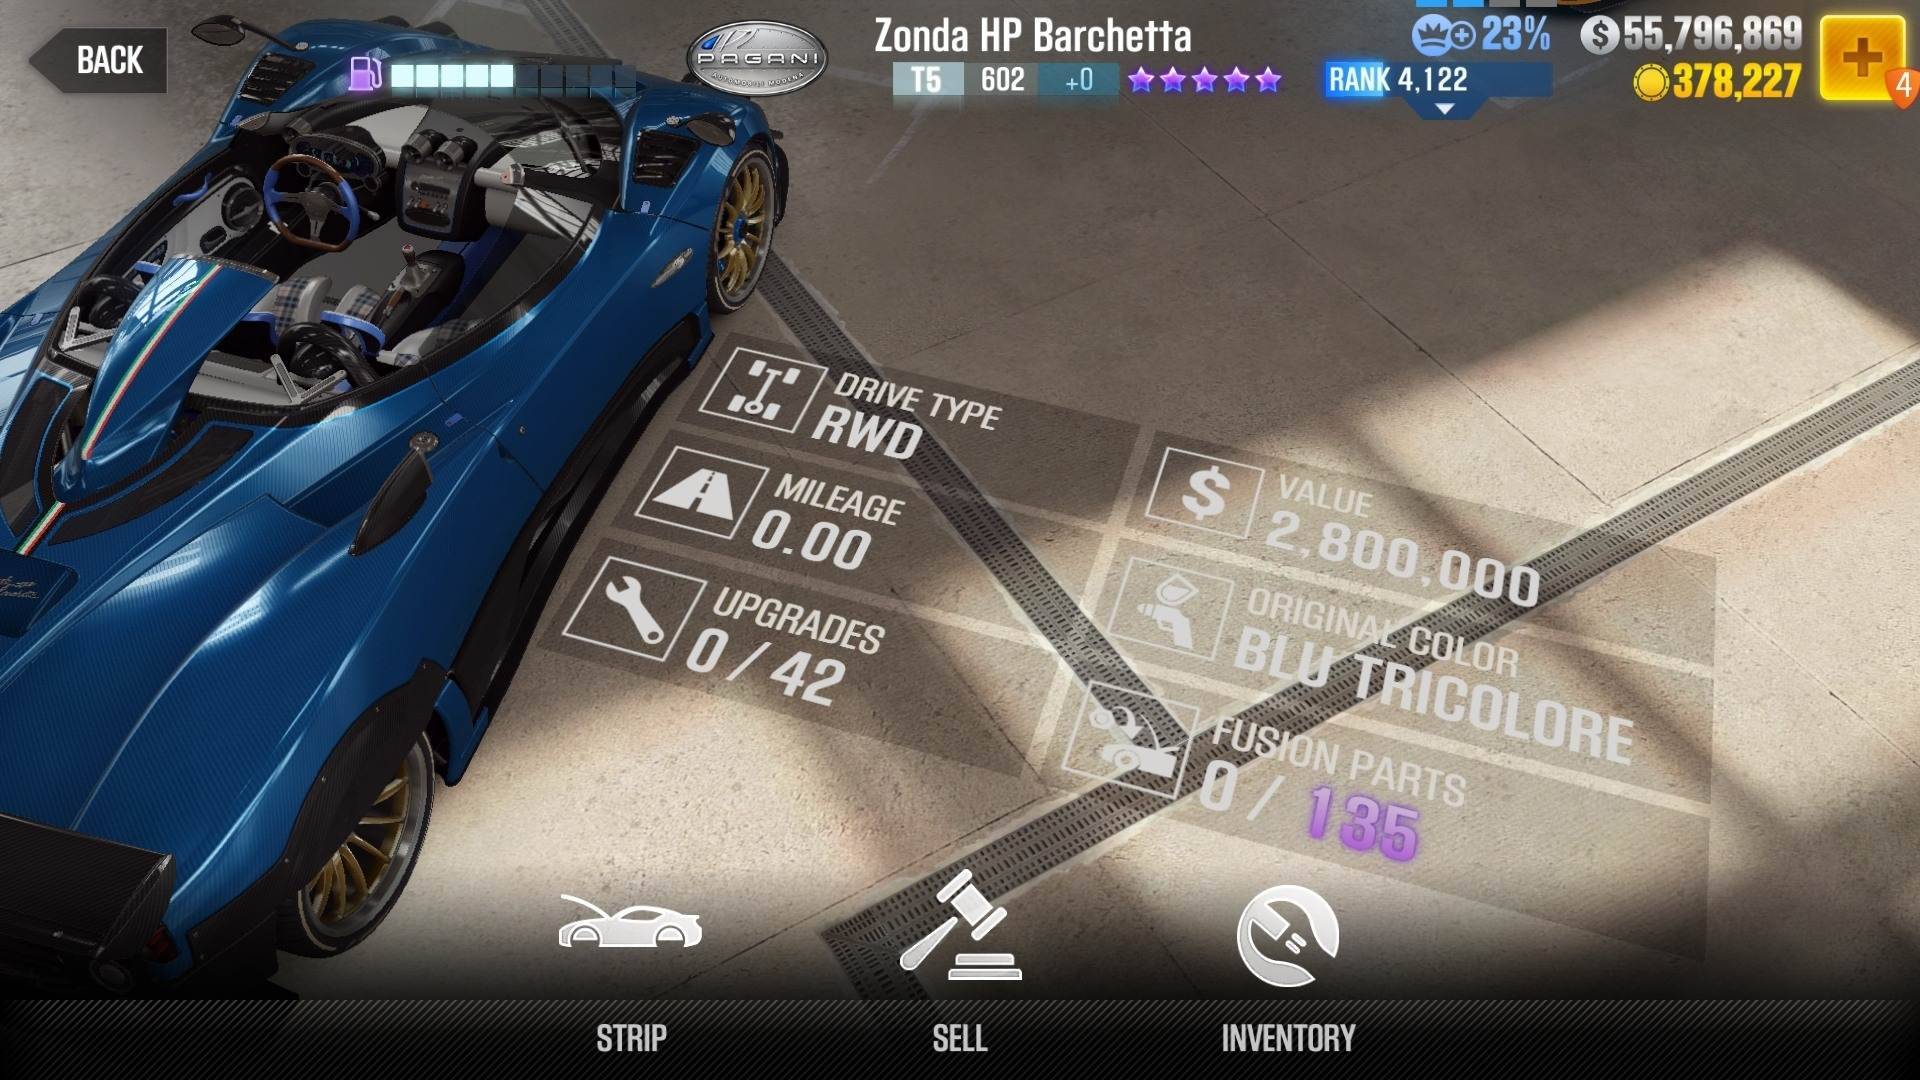 BACK
PAGANI
AUTOMOBILI MODENA
Zonda HP Barchetta
T5 602 +0
RANK 4,122
23%
55,796,869
378,227
4
DRIVE TYPE
RWD
MILEAGE
0.00
UPGRADES
0 / 42
VALUE
2,800,000
ORIGINAL COLOR
BLU TRICOLORE
FUSION PARTS
0 / 135
STRIP
SELL
INVENTORY